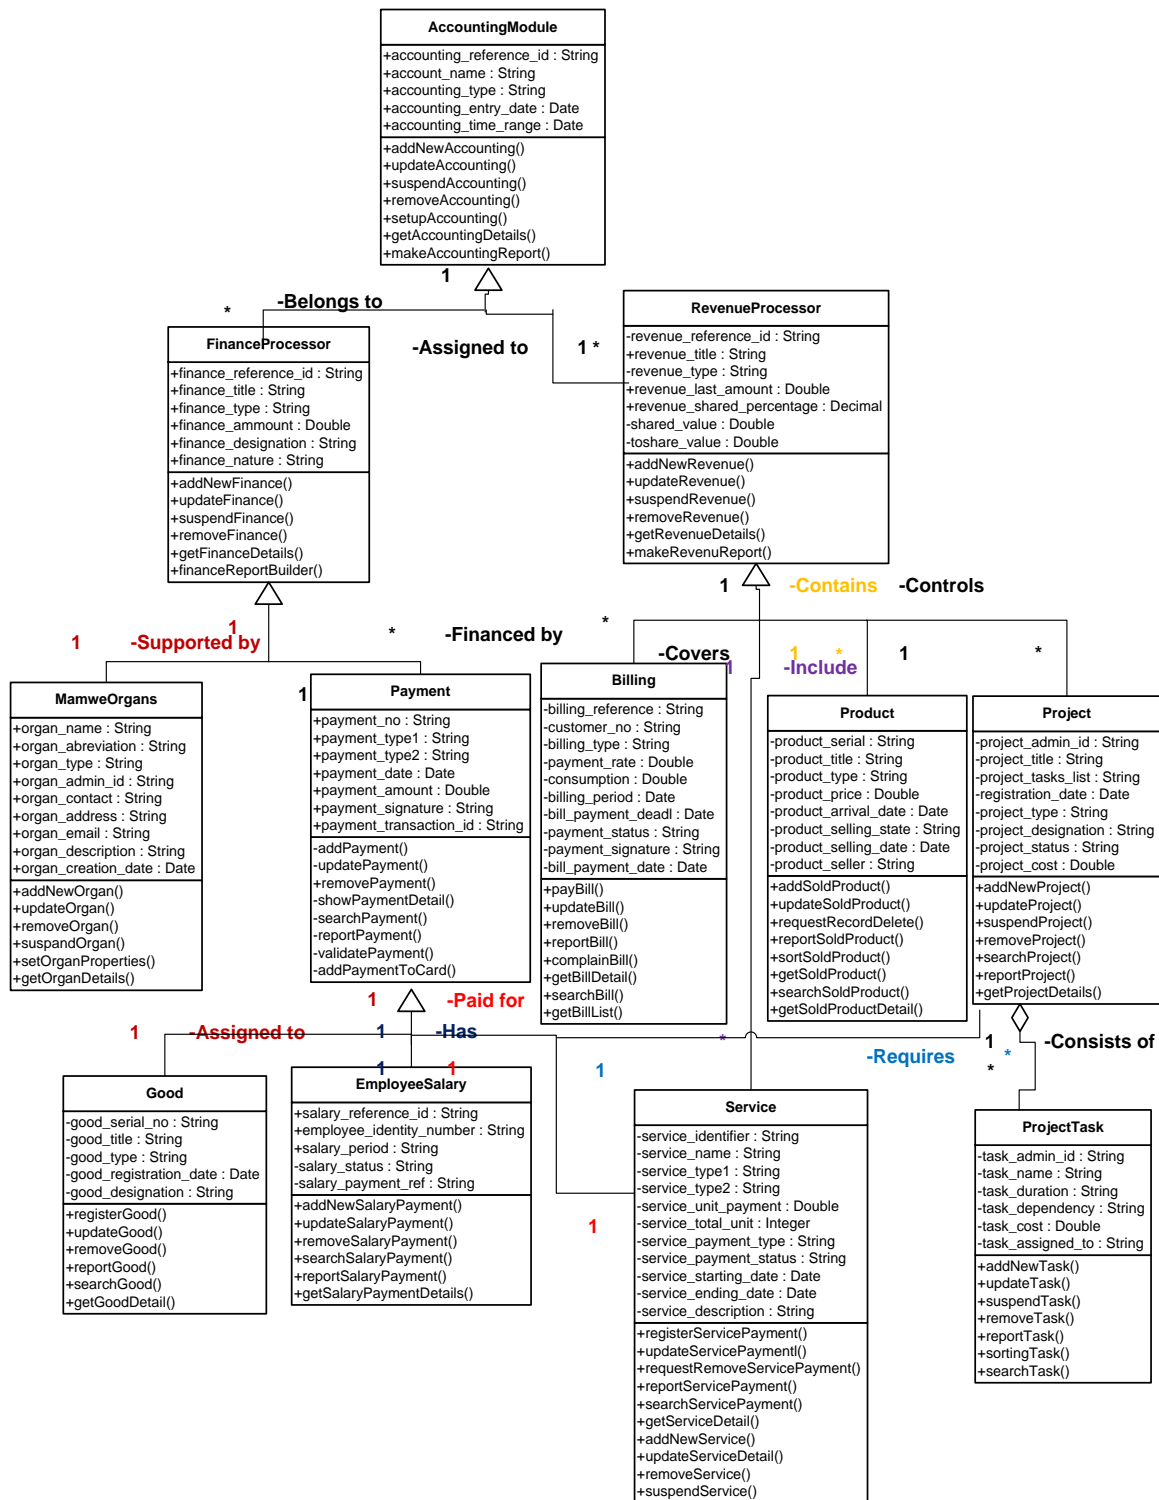 AccountingModule
+accounting_reference_id : String
+account_name : String
+accounting_type : String
+accounting_entry_date : Date
+accounting_time_range : Date
+addNewAccounting()
+updateAccounting()
+suspendAccounting()
+removeAccounting()
+setupAccounting()
+getAccountingDetails()
+makeAccountingReport()
1
-Belongs to
*
-Assigned to
1 *
FinanceProcessor
+finance_reference_id : String
+finance_title : String
+finance_type : String
+finance_ammount : Double
+finance_designation : String
+finance_nature : String
+addNewFinance()
+updateFinance()
+suspendFinance()
+removeFinance()
+getFinanceDetails()
+financeReportBuilder()
RevenueProcessor
-revenue_reference_id : String
+revenue_title : String
-revenue_type : String
+revenue_last_amount : Double
+revenue_shared_percentage : Decimal
-shared_value : Double
-toshare_value : Double
+addNewRevenue()
+updateRevenue()
+suspendRevenue()
+removeRevenue()
+getRevenueDetails()
+makeRevenuReport()
1
-Contains
-Controls
1
1
-Supported by
*
-Financed by
*
-Covers
1
1
*
-Include
1
*
1
MamweOrgans
+organ_name : String
+organ_abreviation : String
+organ_type : String
+organ_admin_id : String
+organ_contact : String
+organ_address : String
+organ_email : String
+organ_description : String
+organ_creation_date : Date
+addNewOrgan()
+updateOrgan()
+removeOrgan()
+suspandOrgan()
+setOrganProperties()
+getOrganDetails()
Payment
+payment_no : String
+payment_type1 : String
+payment_type2 : String
+payment_date : Date
+payment_amount : Double
+payment_signature : String
+payment_transaction_id : String
-addPayment()
-updatePayment()
+removePayment()
-showPaymentDetail()
-searchPayment()
-reportPayment()
-validatePayment()
-addPaymentToCard()
Billing
-billing_reference : String
-customer_no : String
-billing_type : String
-payment_rate : Double
-consumption : Double
-billing_period : Date
-bill_payment_deadl : Date
-payment_status : String
-payment_signature : String
-bill_payment_date : Date
+payBill()
+updateBill()
+removeBill()
+reportBill()
+complainBill()
+getBillDetail()
+searchBill()
+getBillList()
Product
-product_serial : String
-product_title : String
-product_type : String
-product_price : Double
-product_arrival_date : Date
-product_selling_state : String
-product_selling_date : Date
-product_seller : String
+addSoldProduct()
+updateSoldProduct()
+requestRecordDelete()
+reportSoldProduct()
+sortSoldProduct()
+getSoldProduct()
+searchSoldProduct()
+getSoldProductDetail()
Project
-project_admin_id : String
-project_title : String
-project_tasks_list : String
-registration_date : Date
-project_type : String
-project_designation : String
-project_status : String
-project_cost : Double
+addNewProject()
+updateProject()
+suspendProject()
+removeProject()
+searchProject()
+reportProject()
+getProjectDetails()
1
-Paid for
1
-Assigned to
1
-Has
1
1
1
*
-Requires
1
*
*
-Consists of
Good
-good_serial_no : String
-good_title : String
-good_type : String
-good_registration_date : Date
-good_designation : String
+registerGood()
+updateGood()
+removeGood()
+reportGood()
+searchGood()
+getGoodDetail()
EmployeeSalary
+salary_reference_id : String
+employee_identity_number : String
+salary_period : String
-salary_status : String
-salary_payment_ref : String
+addNewSalaryPayment()
+updateSalaryPayment()
+removeSalaryPayment()
+searchSalaryPayment()
+reportSalaryPayment()
+getSalaryPaymentDetails()
1
Service
-service_identifier : String
-service_name : String
-service_type1 : String
-service_type2 : String
-service_unit_payment : Double
-service_total_unit : Integer
-service_payment_type : String
-service_payment_status : String
-service_starting_date : Date
-service_ending_date : Date
-service_description : String
+registerServicePayment()
+updateServicePaymentl()
+requestRemoveServicePayment()
+reportServicePayment()
+searchServicePayment()
+getServiceDetail()
+addNewService()
+updateServiceDetail()
+removeService()
+suspendService()
ProjectTask
-task_admin_id : String
-task_name : String
-task_duration : String
-task_dependency : String
-task_cost : Double
-task_assigned_to : String
+addNewTask()
+updateTask()
+suspendTask()
+removeTask()
+reportTask()
+sortingTask()
+searchTask()